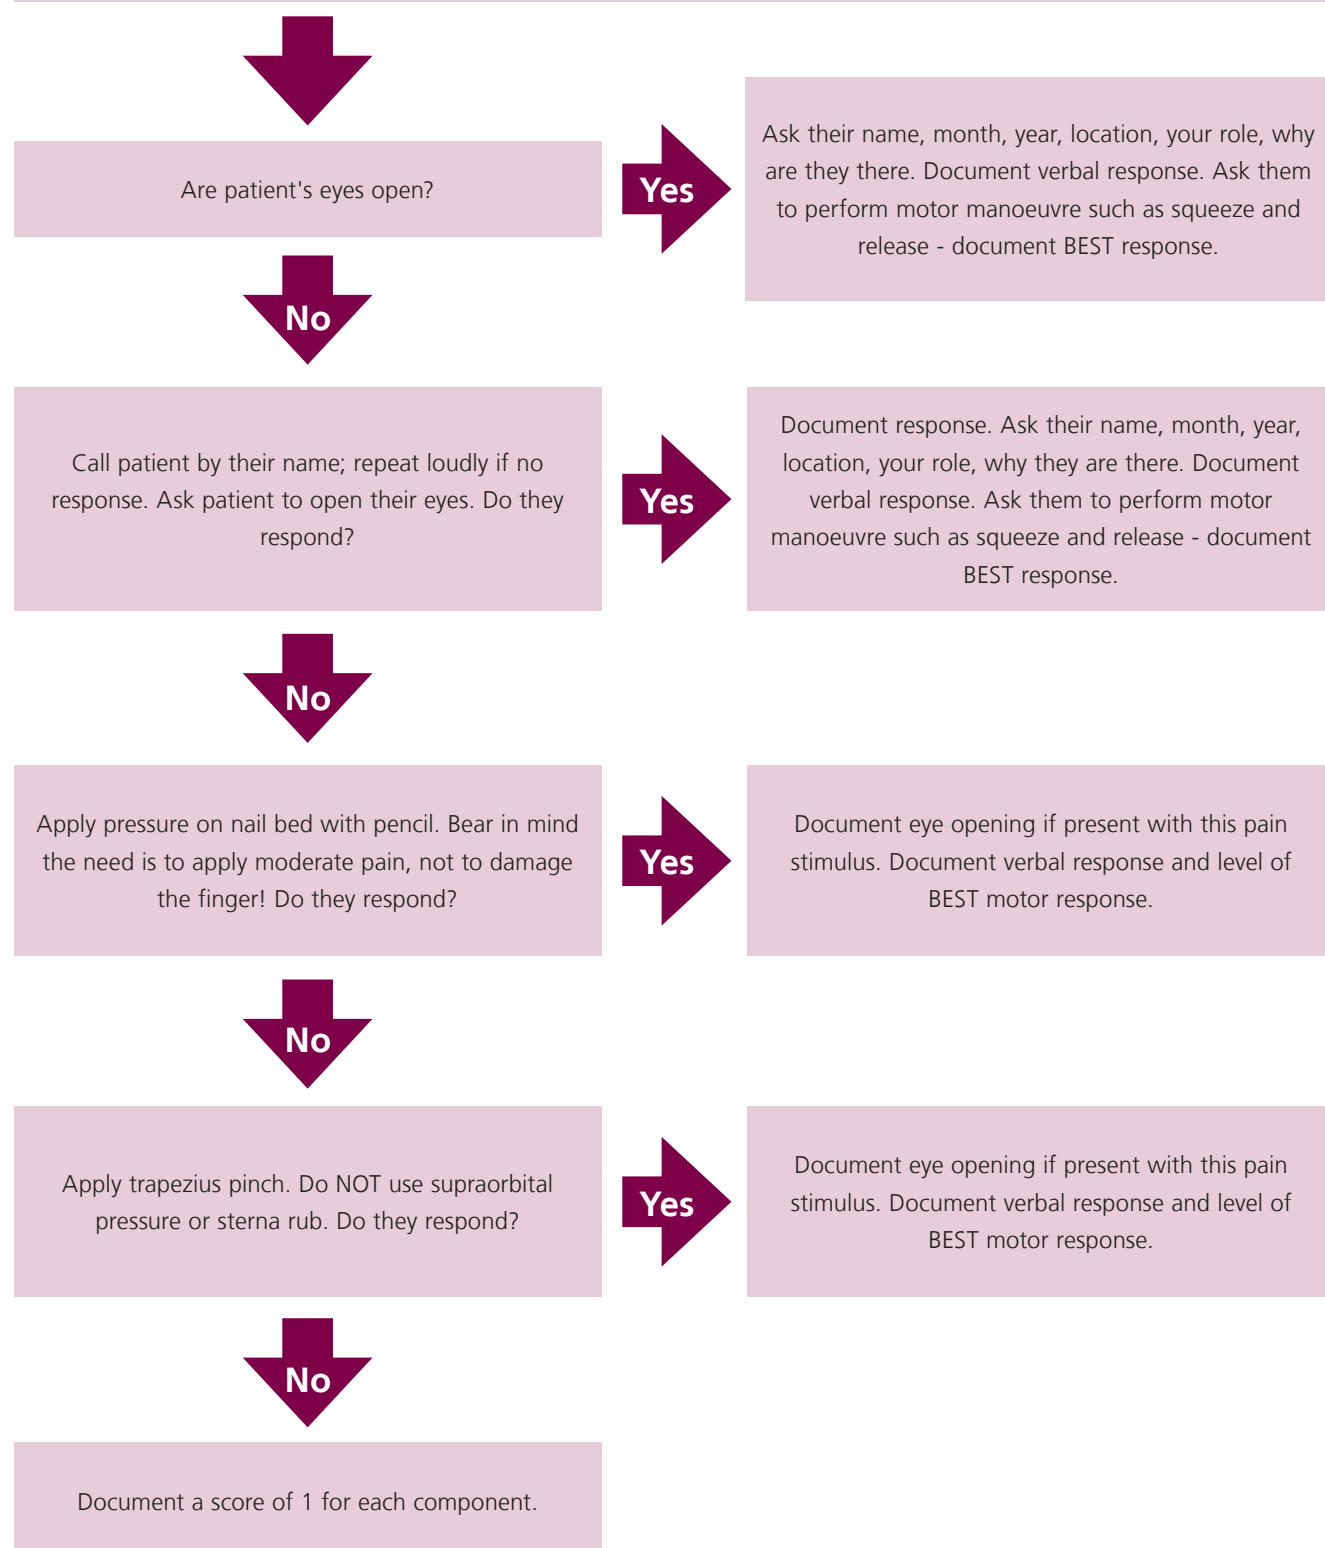 Are patient's eyes open?
Yes
Ask their name, month, year, location, your role, why
are they there. Document verbal response. Ask them
to perform motor manoeuvre such as squeeze and
release - document BEST response.
No
Call patient by their name; repeat loudly if no
response. Ask patient to open their eyes. Do they
respond?
Yes
Document response. Ask their name, month, year,
location, your role, why they are there. Document
verbal response. Ask them to perform motor
manoeuvre such as squeeze and release - document
BEST response.
No
Apply pressure on nail bed with pencil. Bear in mind
the need is to apply moderate pain, not to damage
the finger! Do they respond?
Yes
Document eye opening if present with this pain
stimulus. Document verbal response and level of
BEST motor response.
No
Apply trapezius pinch. Do NOT use supraorbital
pressure or sterna rub. Do they respond?
Yes
Document eye opening if present with this pain
stimulus. Document verbal response and level of
BEST motor response.
No
Document a score of 1 for each component.